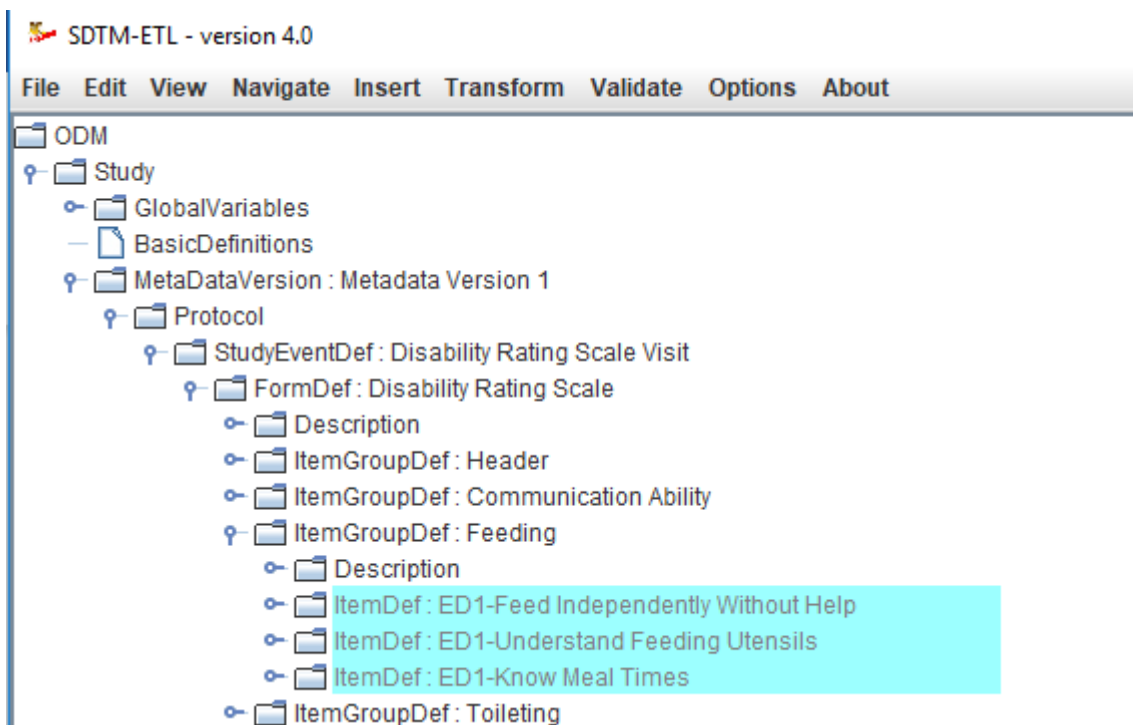 SDTM-ETL - version 4.0
File Edit View Navigate Insert Transform Validate Options About
ODM
Study
GlobalVariables
BasicDefinitions
MetaDataVersion : Metadata Version 1
Protocol
StudyEventDef : Disability Rating Scale Visit
FormDef : Disability Rating Scale
Description
ItemGroupDef : Header
ItemGroupDef : Communication Ability
ItemGroupDef : Feeding
Description
ItemDef : ED1-Feed Independently Without Help
ItemDef : ED1-Understand Feeding Utensils
ItemDef : ED1-Know Meal Times
ItemGroupDef : Toileting